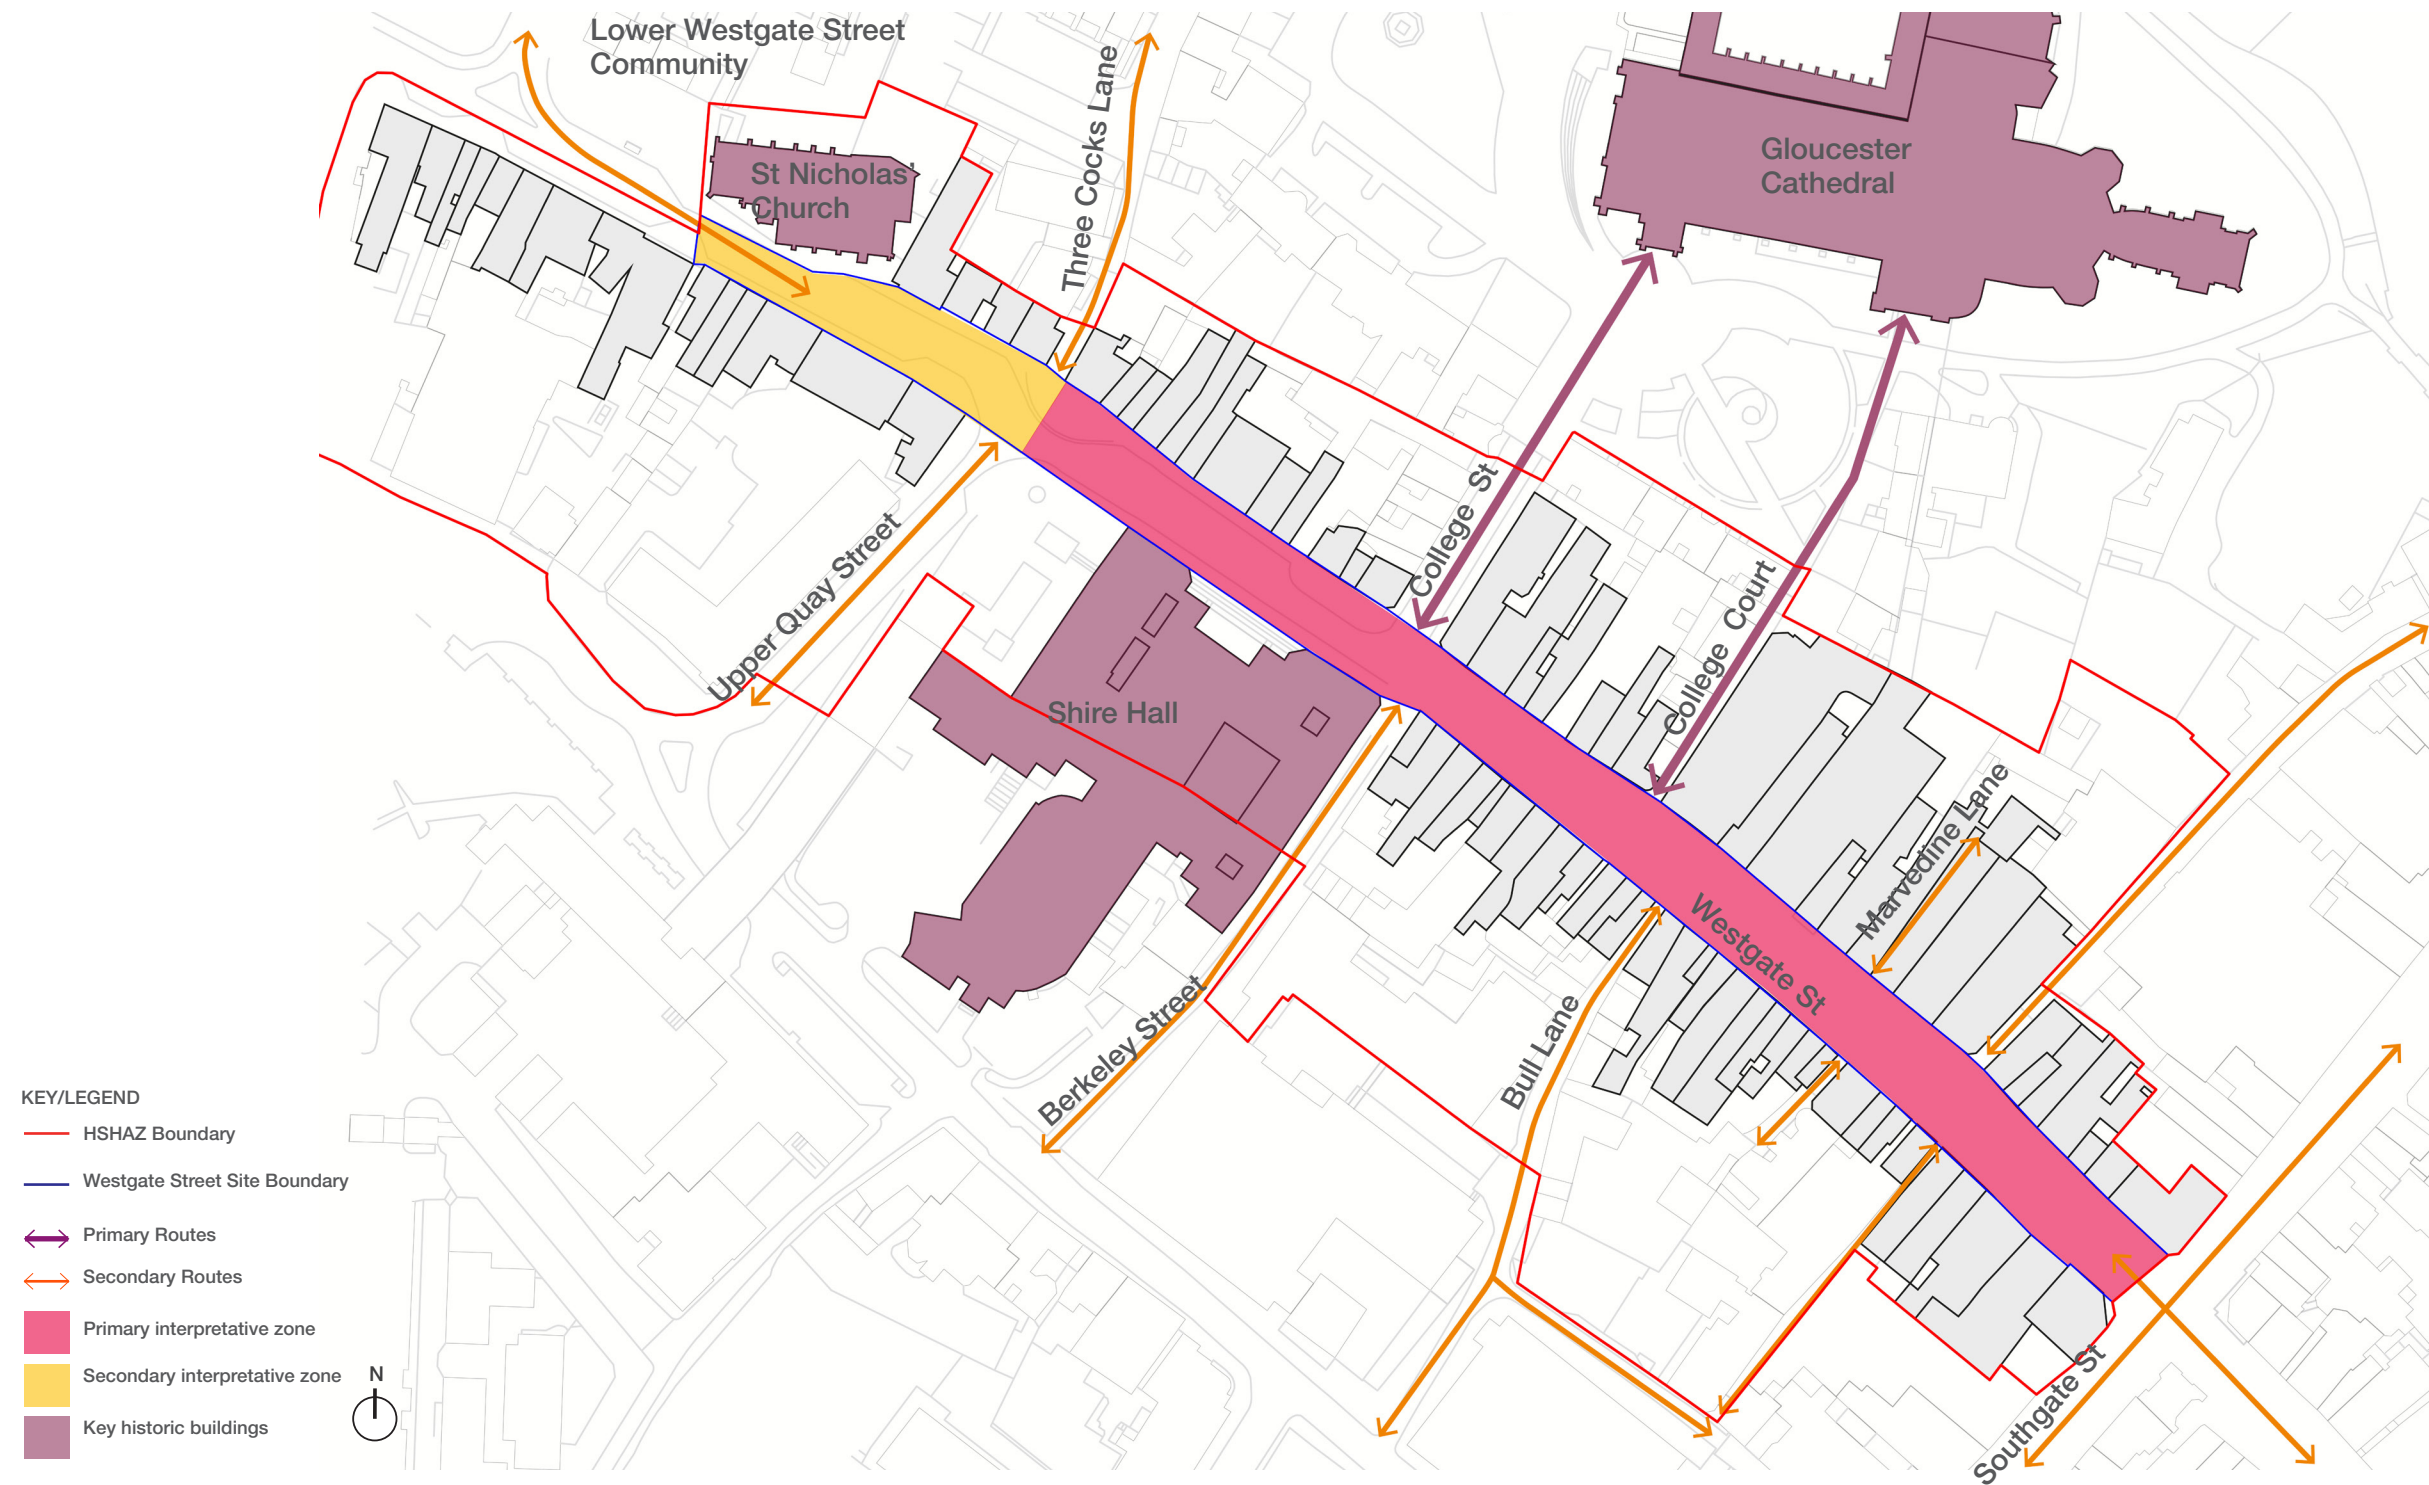 Lower Westgate Street
Community
Three Cocks Lane
St Nicholas'
Church
Gloucester
Cathedral
College St
Upper Quay Street
College Court
Shire Hall
Marvedine Lane
Westgate St
Berkeley Street
Bull Lane
Southgate St
KEY/LEGEND
HSHAZ Boundary
Westgate Street Site Boundary
Primary Routes
Secondary Routes
Primary interpretative zone
Secondary interpretative zone
Key historic buildings
N